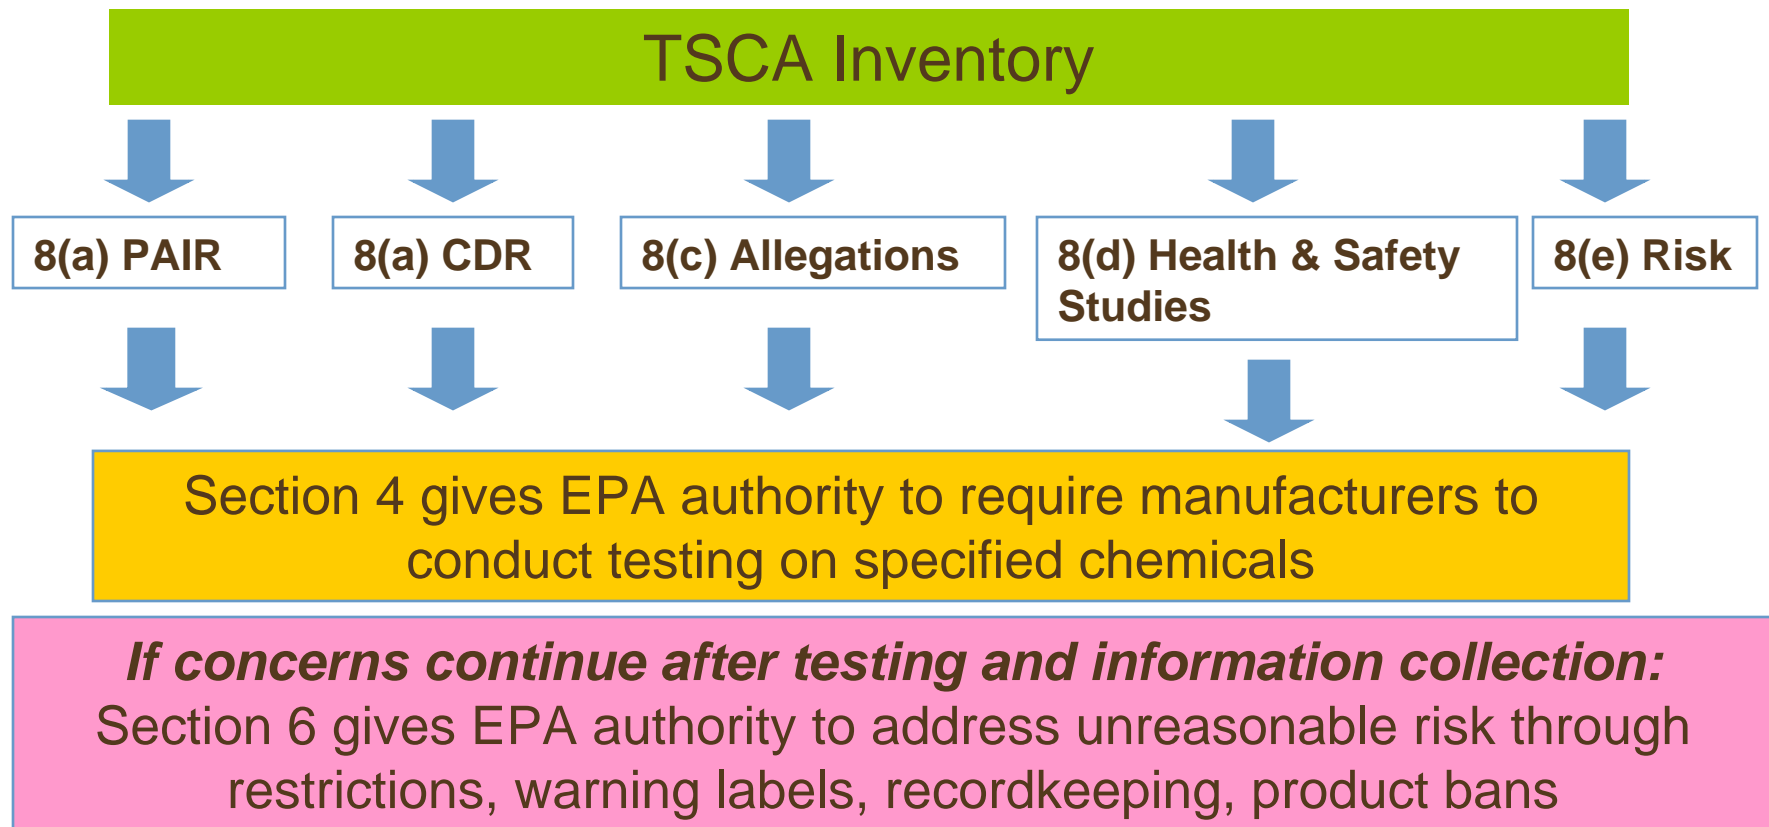 TSCA Inventory
8(a) PAIR
8(a) CDR
8(c) Allegations
8(d) Health & Safety
Studies
8(e) Risk
Section 4 gives EPA authority to require manufacturers to
conduct testing on specified chemicals
If concerns continue after testing and information collection:
Section 6 gives EPA authority to address unreasonable risk through
restrictions, warning labels, recordkeeping, product bans